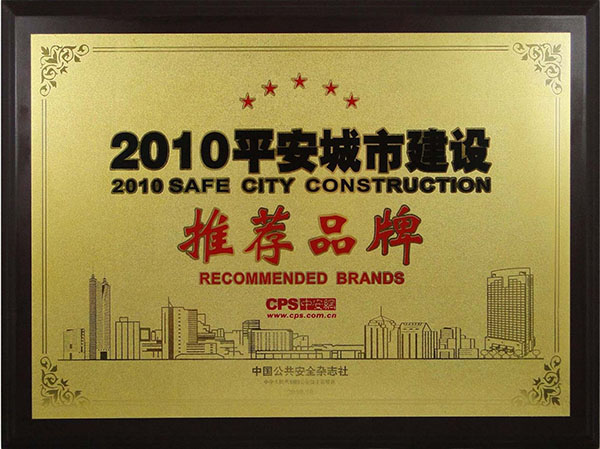 2010平安城市建设
2010 SAFE CITY CONSTRUCTION
推荐品牌
RECOMMENDED BRANDS
CPS中安网
www.cps.com.cn
中国公共安全杂志社